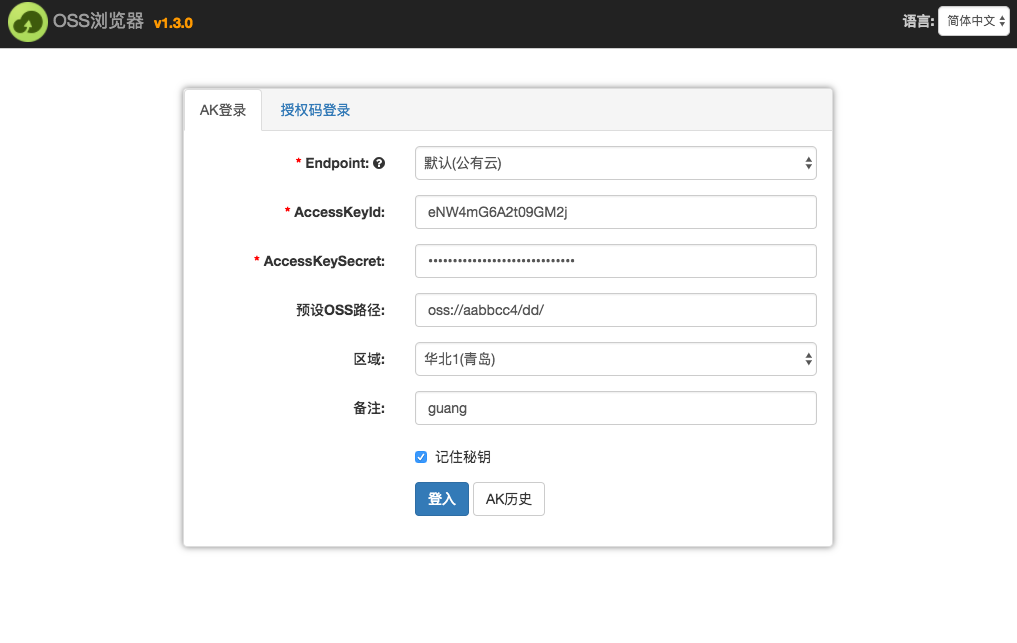 OSS浏览器 v1.3.0 语言: 简体中文
AK登录 授权码登录
* Endpoint: 默认(公有云)
* AccessKeyId: eNW4mG6A2t09GM2j
* AccessKeySecret: ••••••••••••••••••••••••••••••
预设OSS路径: oss://aabbcc4/dd/
区域: 华北1(青岛)
备注: guang
记住秘钥
登入 AK历史